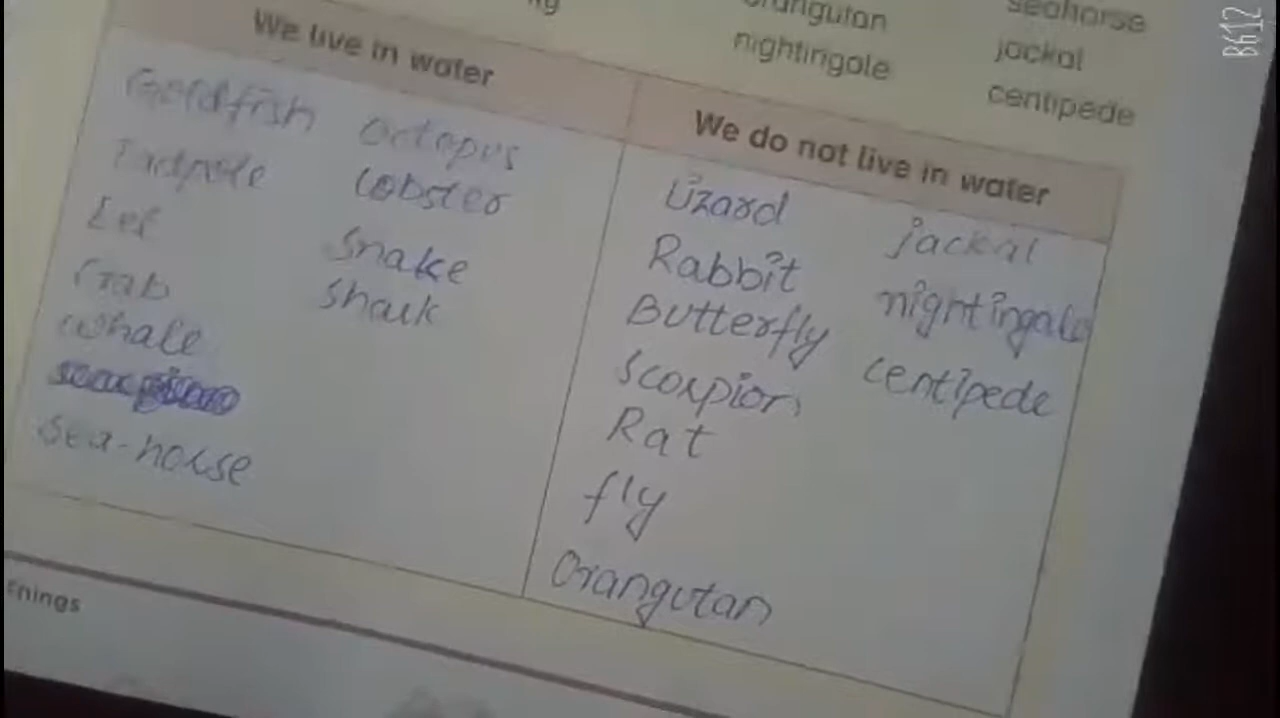 orangutan
seahorse
nightingale
jackal
centipede
B612
We live in water
We do not live in water
Goldfish octopus
Tadpole lobster
Eel snake
Crab shark
Whale
Sea-horse
Lizard jackal
Rabbit nightingale
Butterfly centipede
Scorpion
Rat
fly
Orangutan